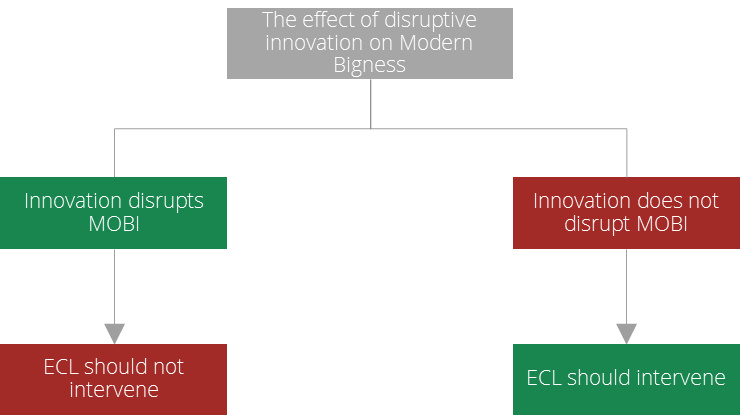 The effect of disruptive
innovation on Modern
Bigness
Innovation disrupts
MOBI
Innovation does not
disrupt MOBI
ECL should not
intervene
ECL should intervene